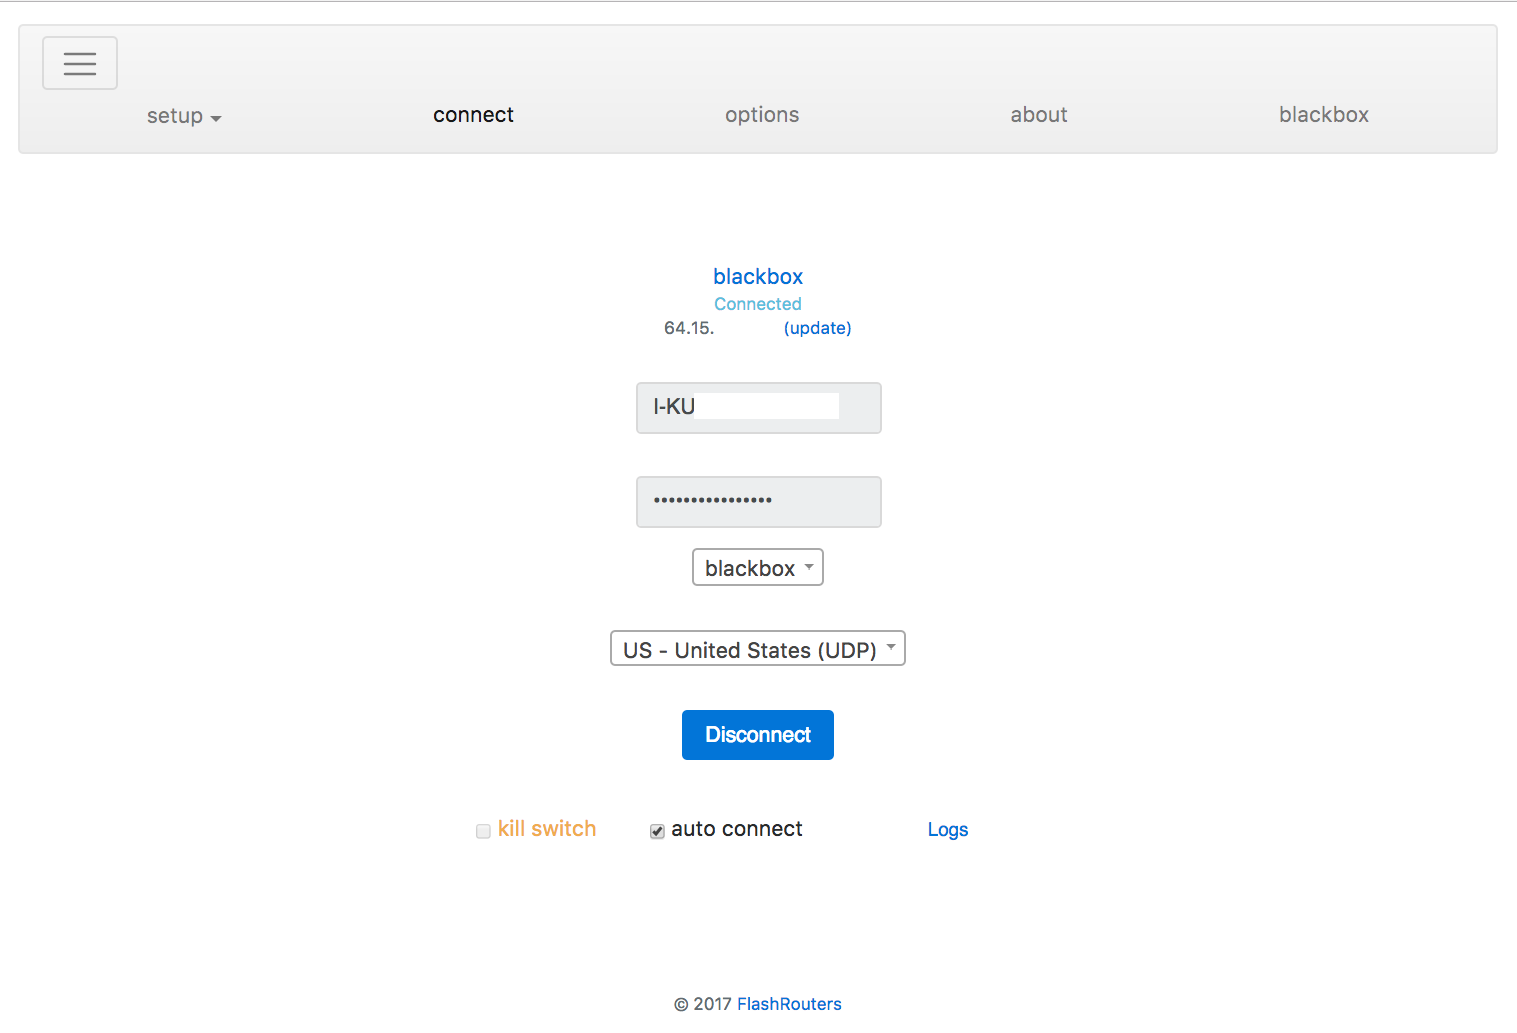 setup connect options about blackbox
blackbox
Connected
64.15. (update)
I-KU
••••••••••••••••
blackbox
US - United States (UDP)
Disconnect
kill switch auto connect Logs
© 2017 FlashRouters